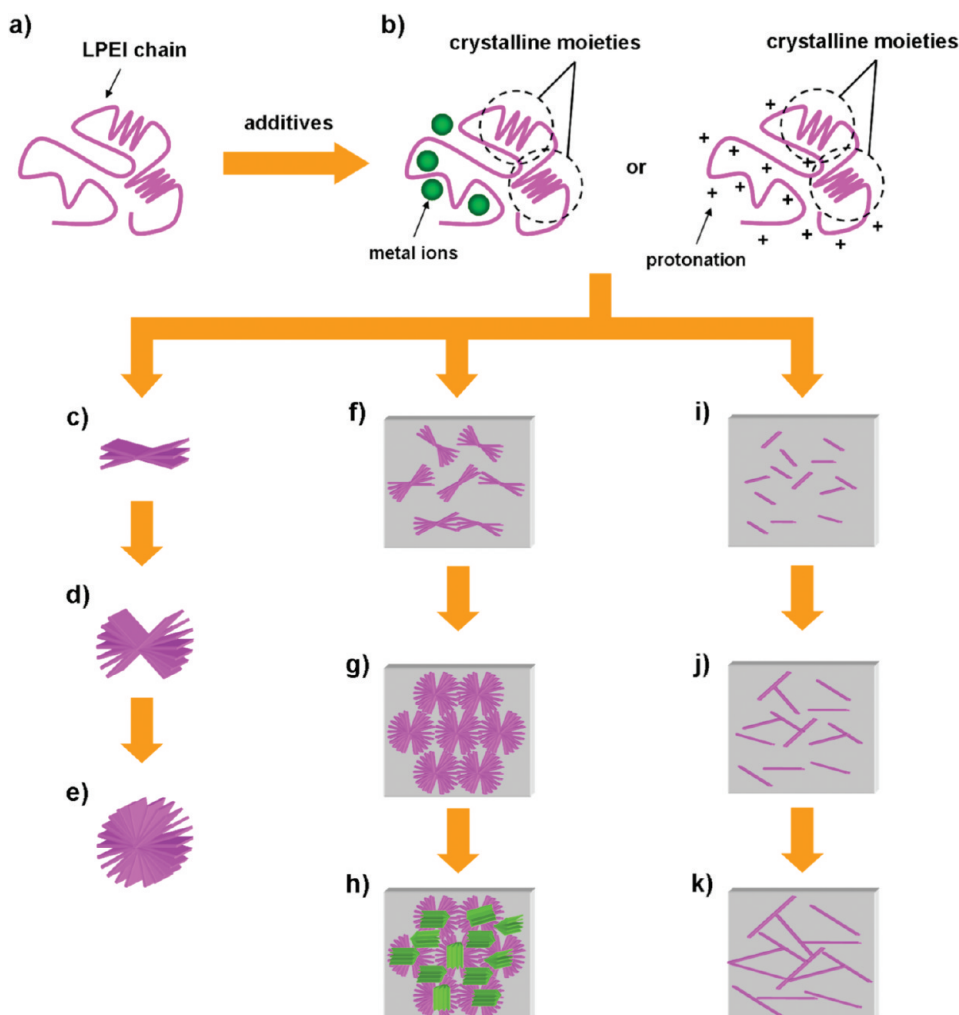 a)
LPEI chain
additives
b)
crystalline moieties
metal ions
or
crystalline moieties
protonation
c)
d)
e)
f)
g)
h)
i)
j)
k)